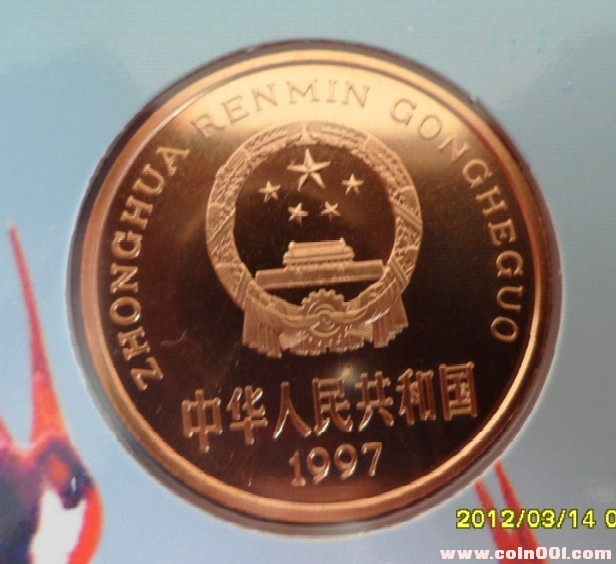 ZHONGHUA RENMIN GONGHEGUO
中华人民共和国
1997
2012/03/14 0
www.coin001.com